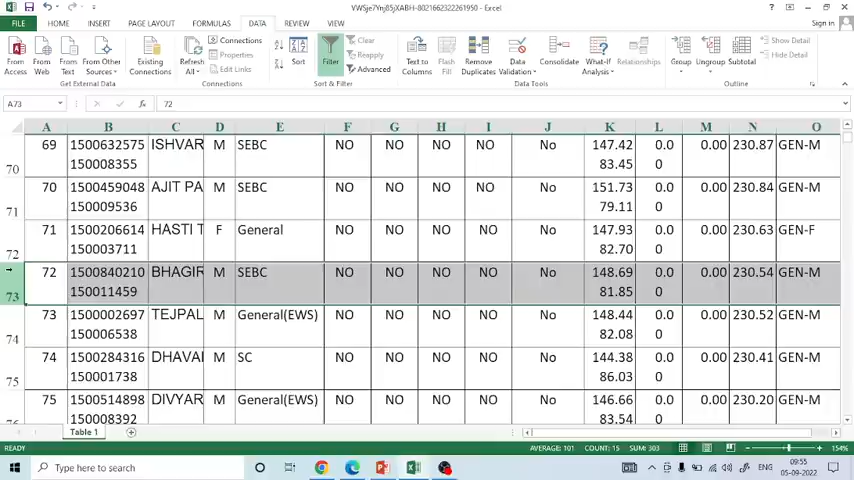 VWSje7Ynj85jXABH-8021662322261950 - Excel
FILE HOME INSERT PAGE LAYOUT FORMULAS DATA REVIEW VIEW Sign in
From Access
From Web
From Text
From Other Sources
Existing Connections
Refresh All
Connections
Properties
Edit Links
Sort
Filter
Clear
Reapply
Advanced
Text to Columns
Flash Fill
Remove Duplicates
Data Validation
Consolidate
What-If Analysis
Relationships
Group
Ungroup
Subtotal
Show Detail
Hide Detail
Get External Data Connections Sort & Filter Data Tools Outline
A73 fx 72
A B C D E F G H I J K L M N O
69 1500632575 ISHVAR M SEBC NO NO NO NO No 147.42 0.0 0.00 230.87 GEN-M
70 150008355 83.45 0
70 1500459048 AJIT PA M SEBC NO NO NO NO No 151.73 0.0 0.00 230.84 GEN-M
71 150009536 79.11 0
71 1500206614 HASTI T F General NO NO NO NO No 147.93 0.0 0.00 230.63 GEN-F
72 150003711 82.70 0
72 1500840210 BHAGIR M SEBC NO NO NO NO No 148.69 0.0 0.00 230.54 GEN-M
73 150011459 81.85 0
73 1500002697 TEJPAL M General(EWS) NO NO NO NO No 148.44 0.0 0.00 230.52 GEN-M
74 150006538 82.08 0
74 1500284316 DHAVAI M SC NO NO NO NO No 144.38 0.0 0.00 230.41 GEN-M
75 150001738 86.03 0
75 1500514898 DIVYAR M General(EWS) NO NO NO NO No 146.66 0.0 0.00 230.20 GEN-M
150008392 83.54 0
Table 1
READY AVERAGE: 101 COUNT: 15 SUM: 303 154%
Type here to search
ENG
09:55
05-09-2022